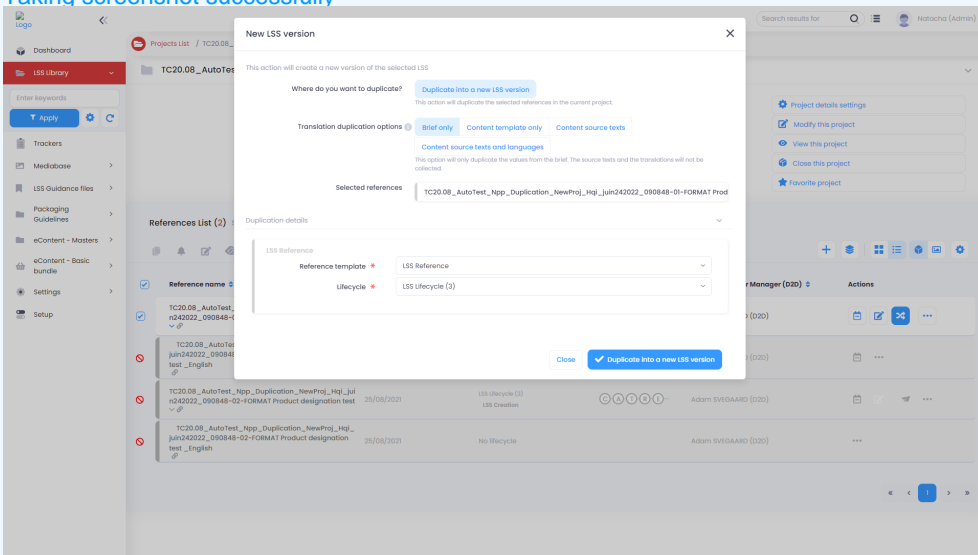 Taking screenshot successfully
Logo
Search results for
Natacha (Admin)
Dashboard
Projects List / TC20.08_
New LSS version
LSS Library
TC20.08_AutoTes
This action will create a new version of the selected LSS
Where do you want to duplicate?
Duplicate into a new LSS version
This action will duplicate the selected references in the current project.
Enter keywords
Apply
Translation duplication options
Brief only
Content template only
Content source texts
Content source texts and languages
This option will only duplicate the values from the brief. The source texts and the translations will not be
collected.
Project details settings
Modify this project
View this project
Close this project
Favorite project
Trackers
Mediabase
LSS Guidance files
Packaging
Guidelines
eContent - Masters
eContent - Basic
bundle
Settings
Setup
Selected references
TC20.08_AutoTest_Npp_Duplication_NewProj_Hqi_juin242022_090848-01-FORMAT Prod
References List (2)
Duplication details
LSS Reference
Reference template *
LSS Reference
Lifecycle *
LSS Lifecycle (3)
Close
Duplicate into a new LSS version
Reference name
r Manager (D2D)
Actions
TC20.08_AutoTest_
n242022_090848-0
(D2D)
TC20.08_AutoTes
juin242022_090848
test _English
(D2D)
TC20.08_AutoTest_Npp_Duplication_NewProj_Hqi_jui
n242022_090848-02-FORMAT Product designation test
25/08/2021
LSS Lifecycle (3)
LSS Creation
C A T R E
Adam SVEGAARD (D2D)
TC20.08_AutoTest_Npp_Duplication_NewProj_Hqi_
juin242022_090848-02-FORMAT Product designation
test _English
25/08/2021
No lifecycle
Adam SVEGAARD (D2D)
1